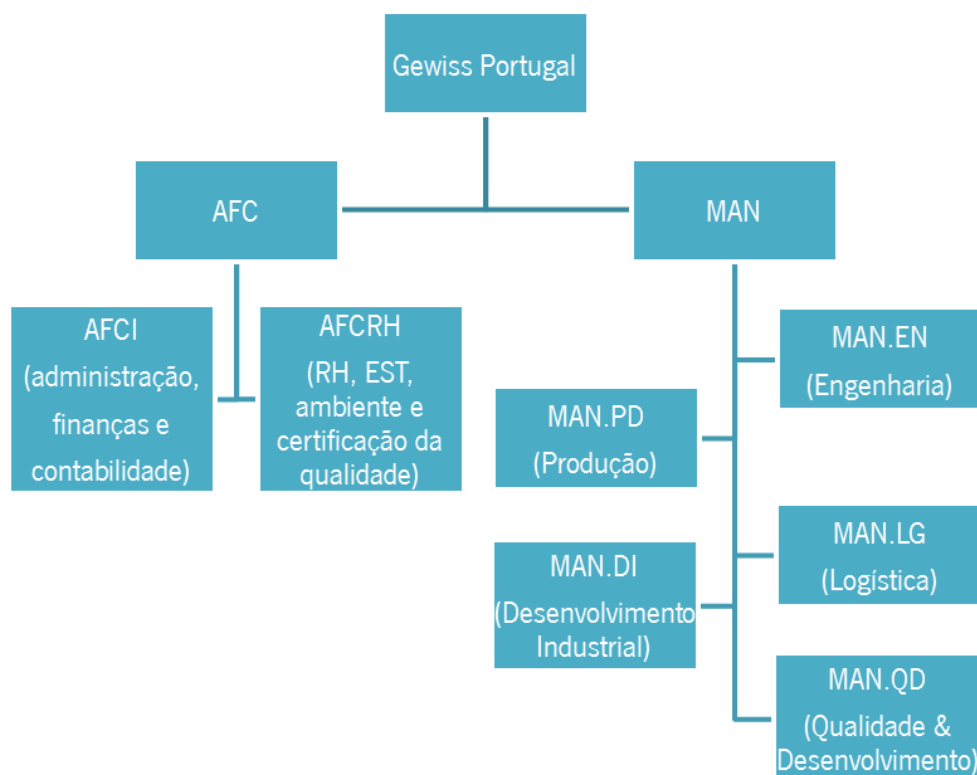 Gewiss Portugal
AFC
MAN
AFCI
(administração,
finanças e
contabilidade)
AFCRH
(RH, EST,
ambiente e
certificação da
qualidade)
MAN.EN
(Engenharia)
MAN.PD
(Produção)
MAN.LG
(Logística)
MAN.DI
(Desenvolvimento
Industrial)
MAN.QD
(Qualidade &
Desenvolvimento)